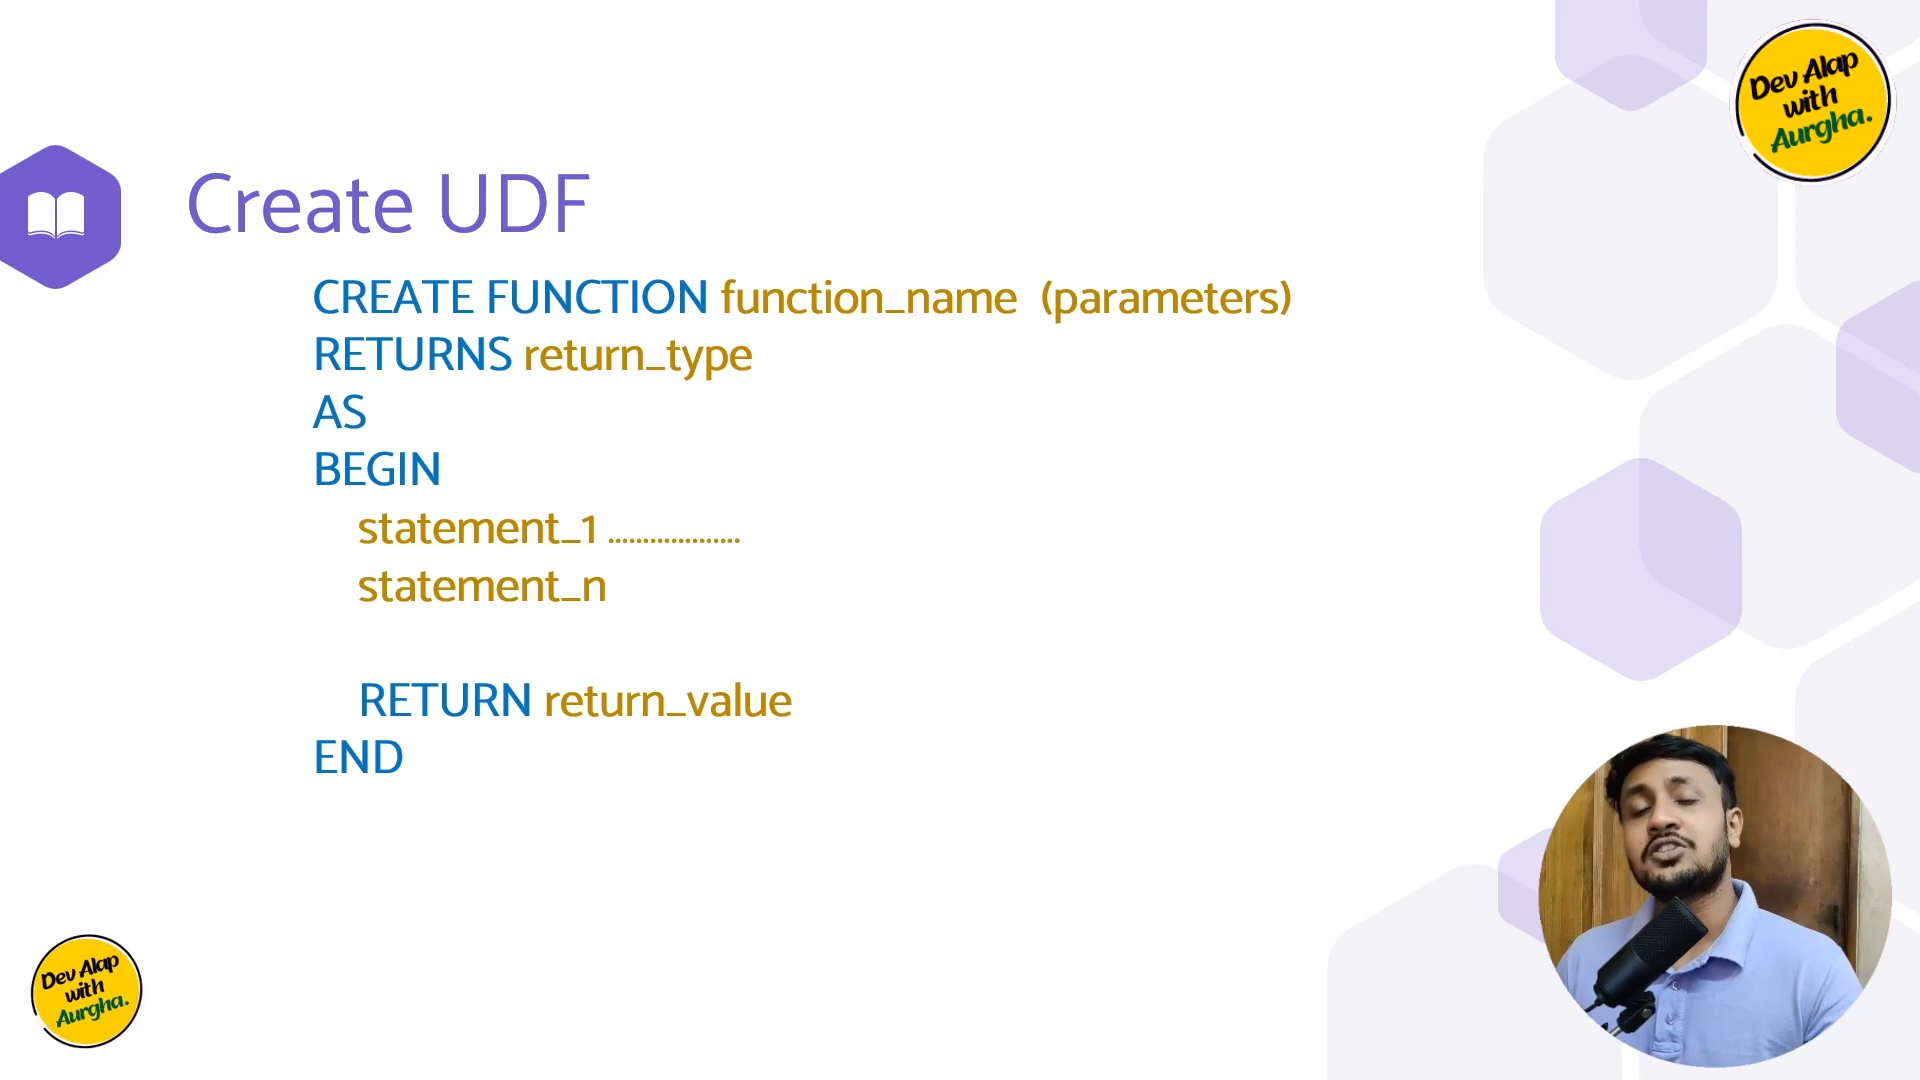 Dev Alap
with
Aurgha.
Create UDF
CREATE FUNCTION function_name (parameters)
RETURNS return_type
AS
BEGIN
statement_1 ...................
statement_n
RETURN return_value
END
Dev Alap
with
Aurgha.